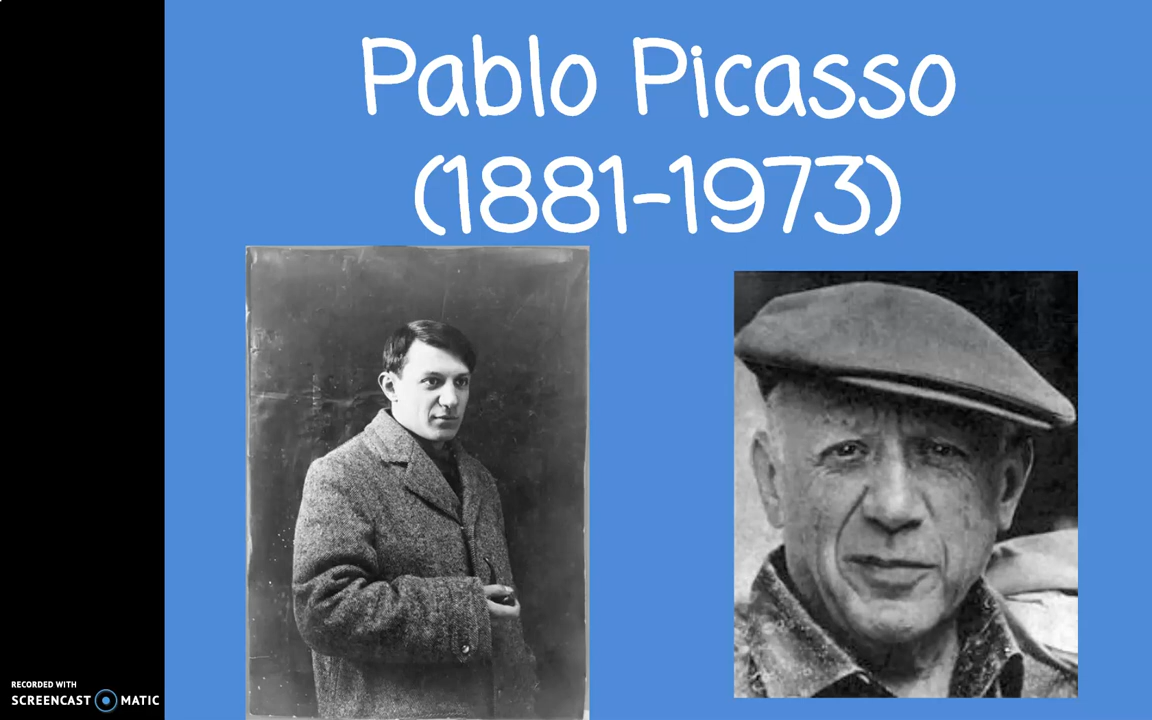 Pablo Picasso
(1881-1973)
RECORDED WITH
SCREENCAST MATIC